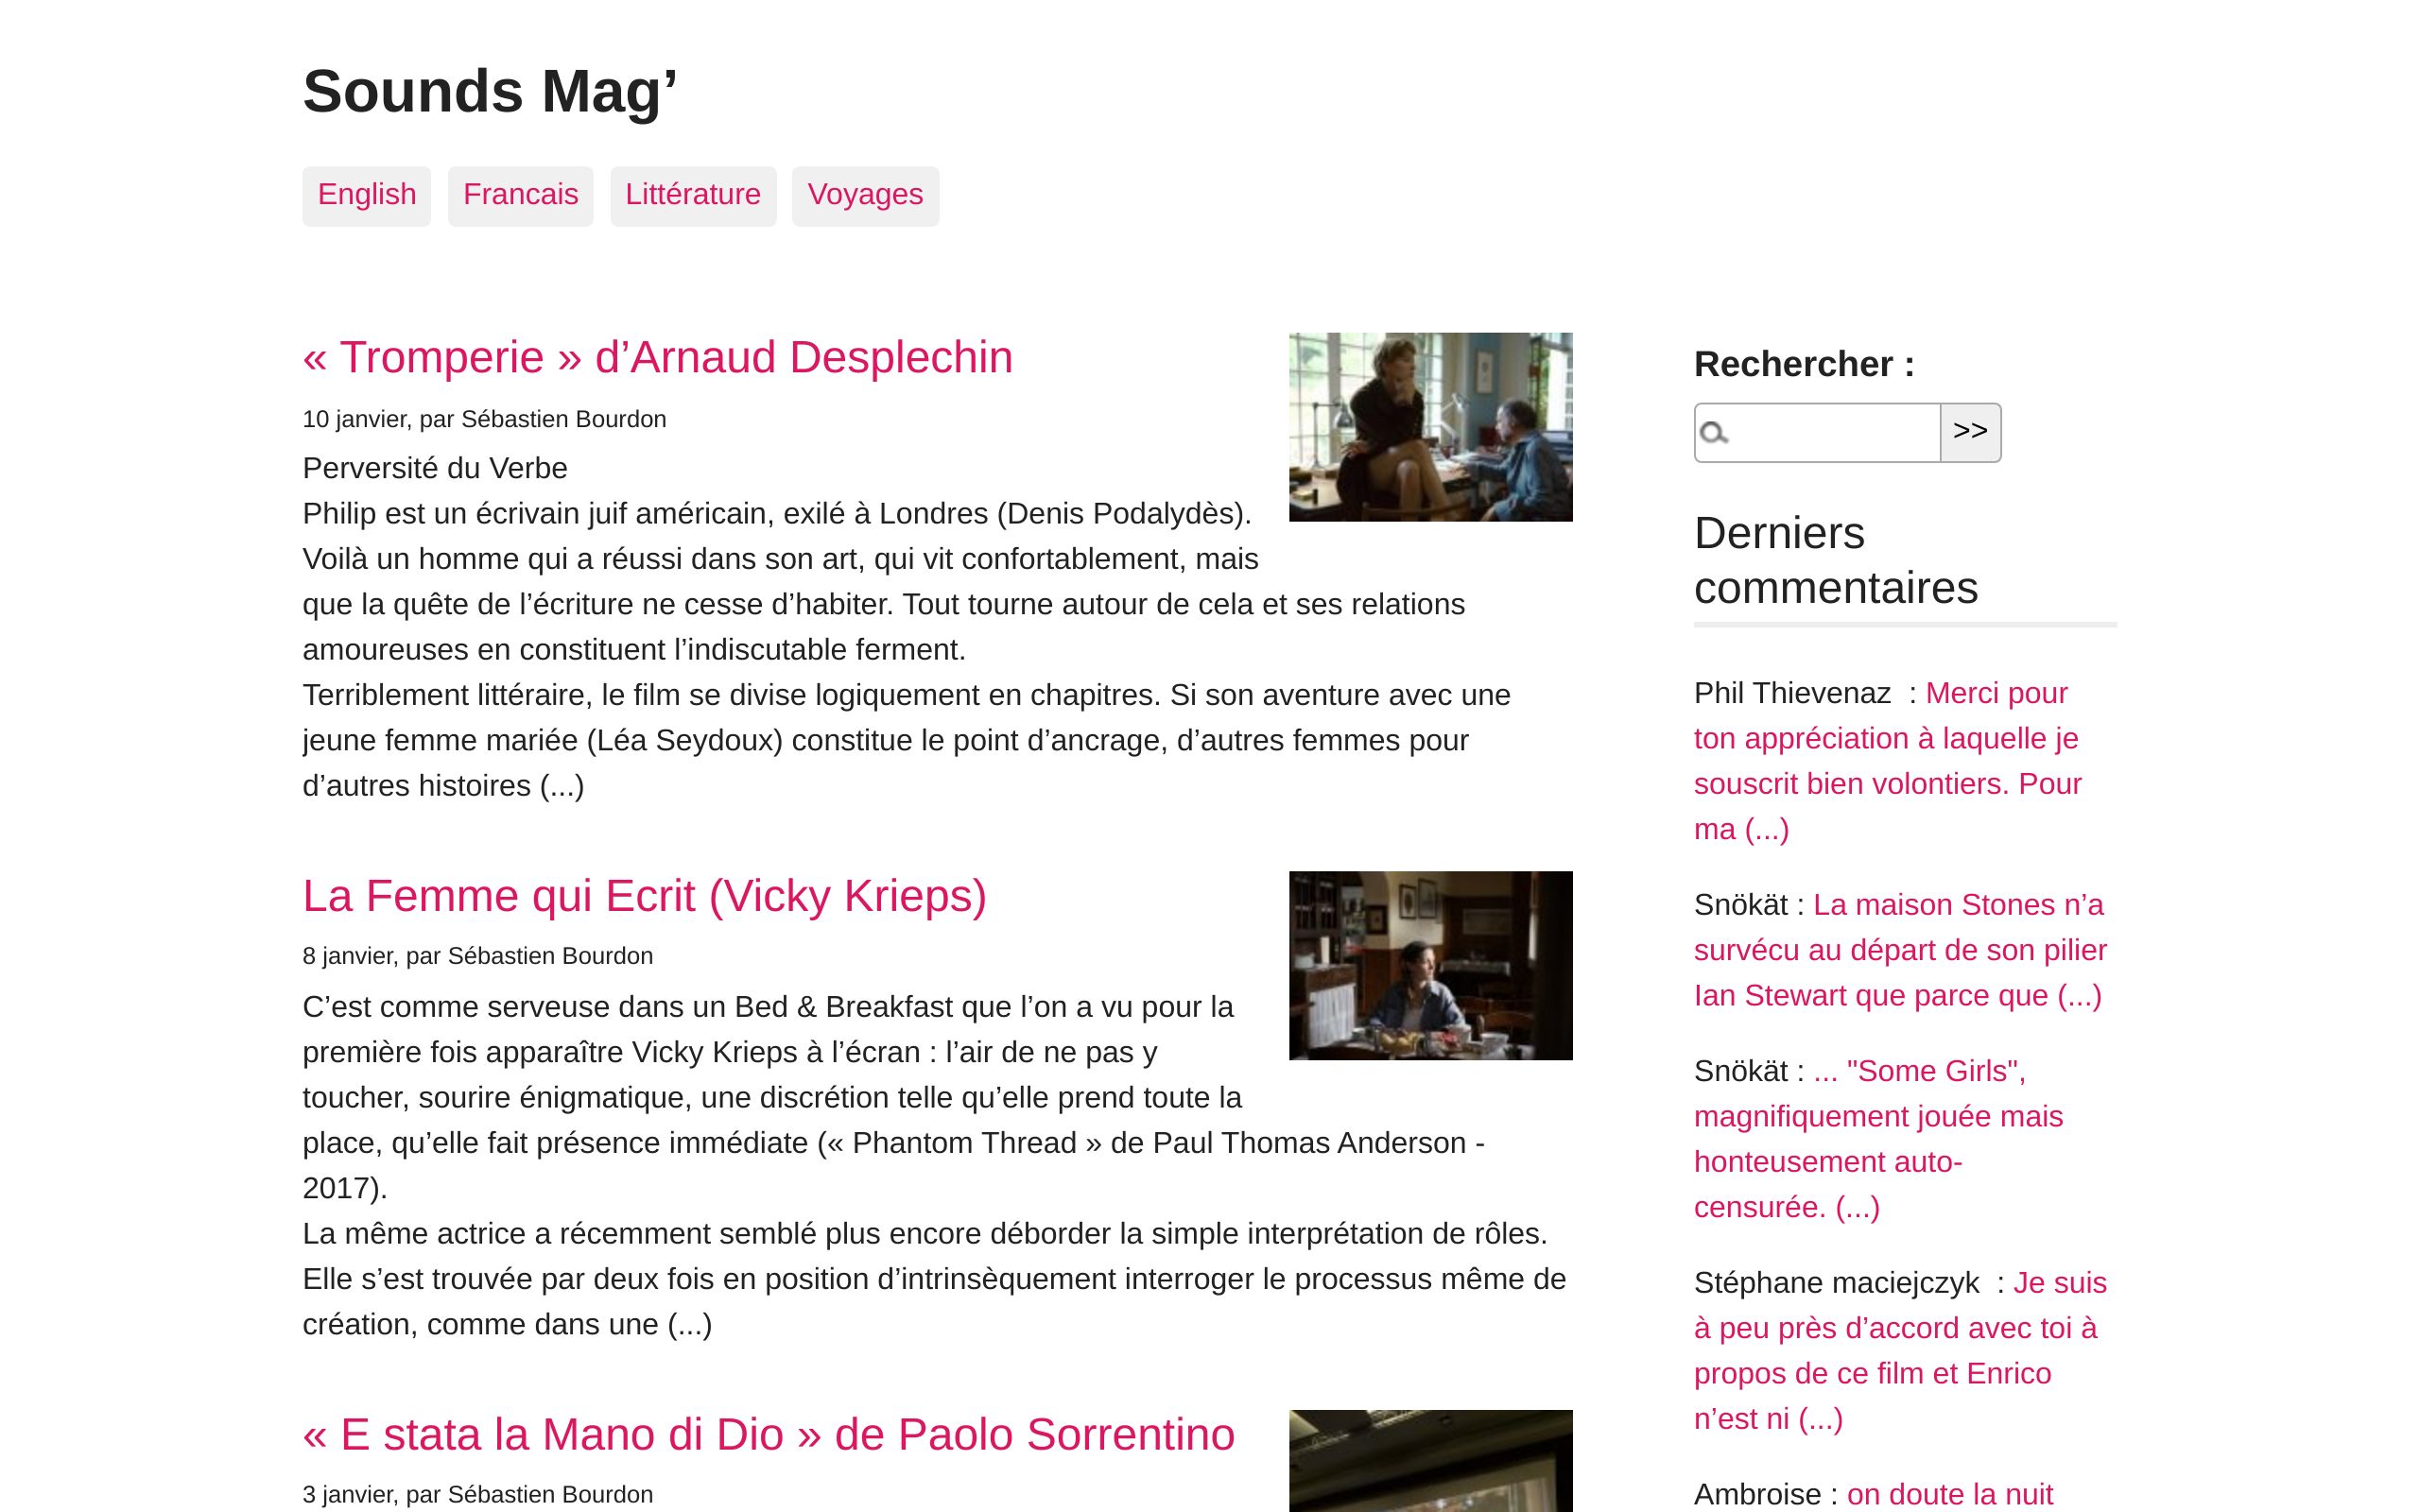 Sounds Mag’
English
Francais
Littérature
Voyages
« Tromperie » d’Arnaud Desplechin
10 janvier, par Sébastien Bourdon
Perversité du Verbe
Philip est un écrivain juif américain, exilé à Londres (Denis Podalydès).
Voilà un homme qui a réussi dans son art, qui vit confortablement, mais
que la quête de l’écriture ne cesse d’habiter. Tout tourne autour de cela et ses relations
amoureuses en constituent l’indiscutable ferment.
Terriblement littéraire, le film se divise logiquement en chapitres. Si son aventure avec une
jeune femme mariée (Léa Seydoux) constitue le point d’ancrage, d’autres femmes pour
d’autres histoires (...)
La Femme qui Ecrit (Vicky Krieps)
8 janvier, par Sébastien Bourdon
C’est comme serveuse dans un Bed & Breakfast que l’on a vu pour la
première fois apparaître Vicky Krieps à l’écran : l’air de ne pas y
toucher, sourire énigmatique, une discrétion telle qu’elle prend toute la
place, qu’elle fait présence immédiate (« Phantom Thread » de Paul Thomas Anderson -
2017).
La même actrice a récemment semblé plus encore déborder la simple interprétation de rôles.
Elle s’est trouvée par deux fois en position d’intrinsèquement interroger le processus même de
création, comme dans une (...)
« E stata la Mano di Dio » de Paolo Sorrentino
3 janvier, par Sébastien Bourdon
Rechercher :
>>
Derniers
commentaires
Phil Thievenaz  : Merci pour
ton appréciation à laquelle je
souscrit bien volontiers. Pour
ma (...)
Snökät : La maison Stones n’a
survécu au départ de son pilier
Ian Stewart que parce que (...)
Snökät : ... "Some Girls",
magnifiquement jouée mais
honteusement auto-
censurée. (...)
Stéphane maciejczyk  : Je suis
à peu près d’accord avec toi à
propos de ce film et Enrico
n’est ni (...)
Ambroise : on doute la nuit